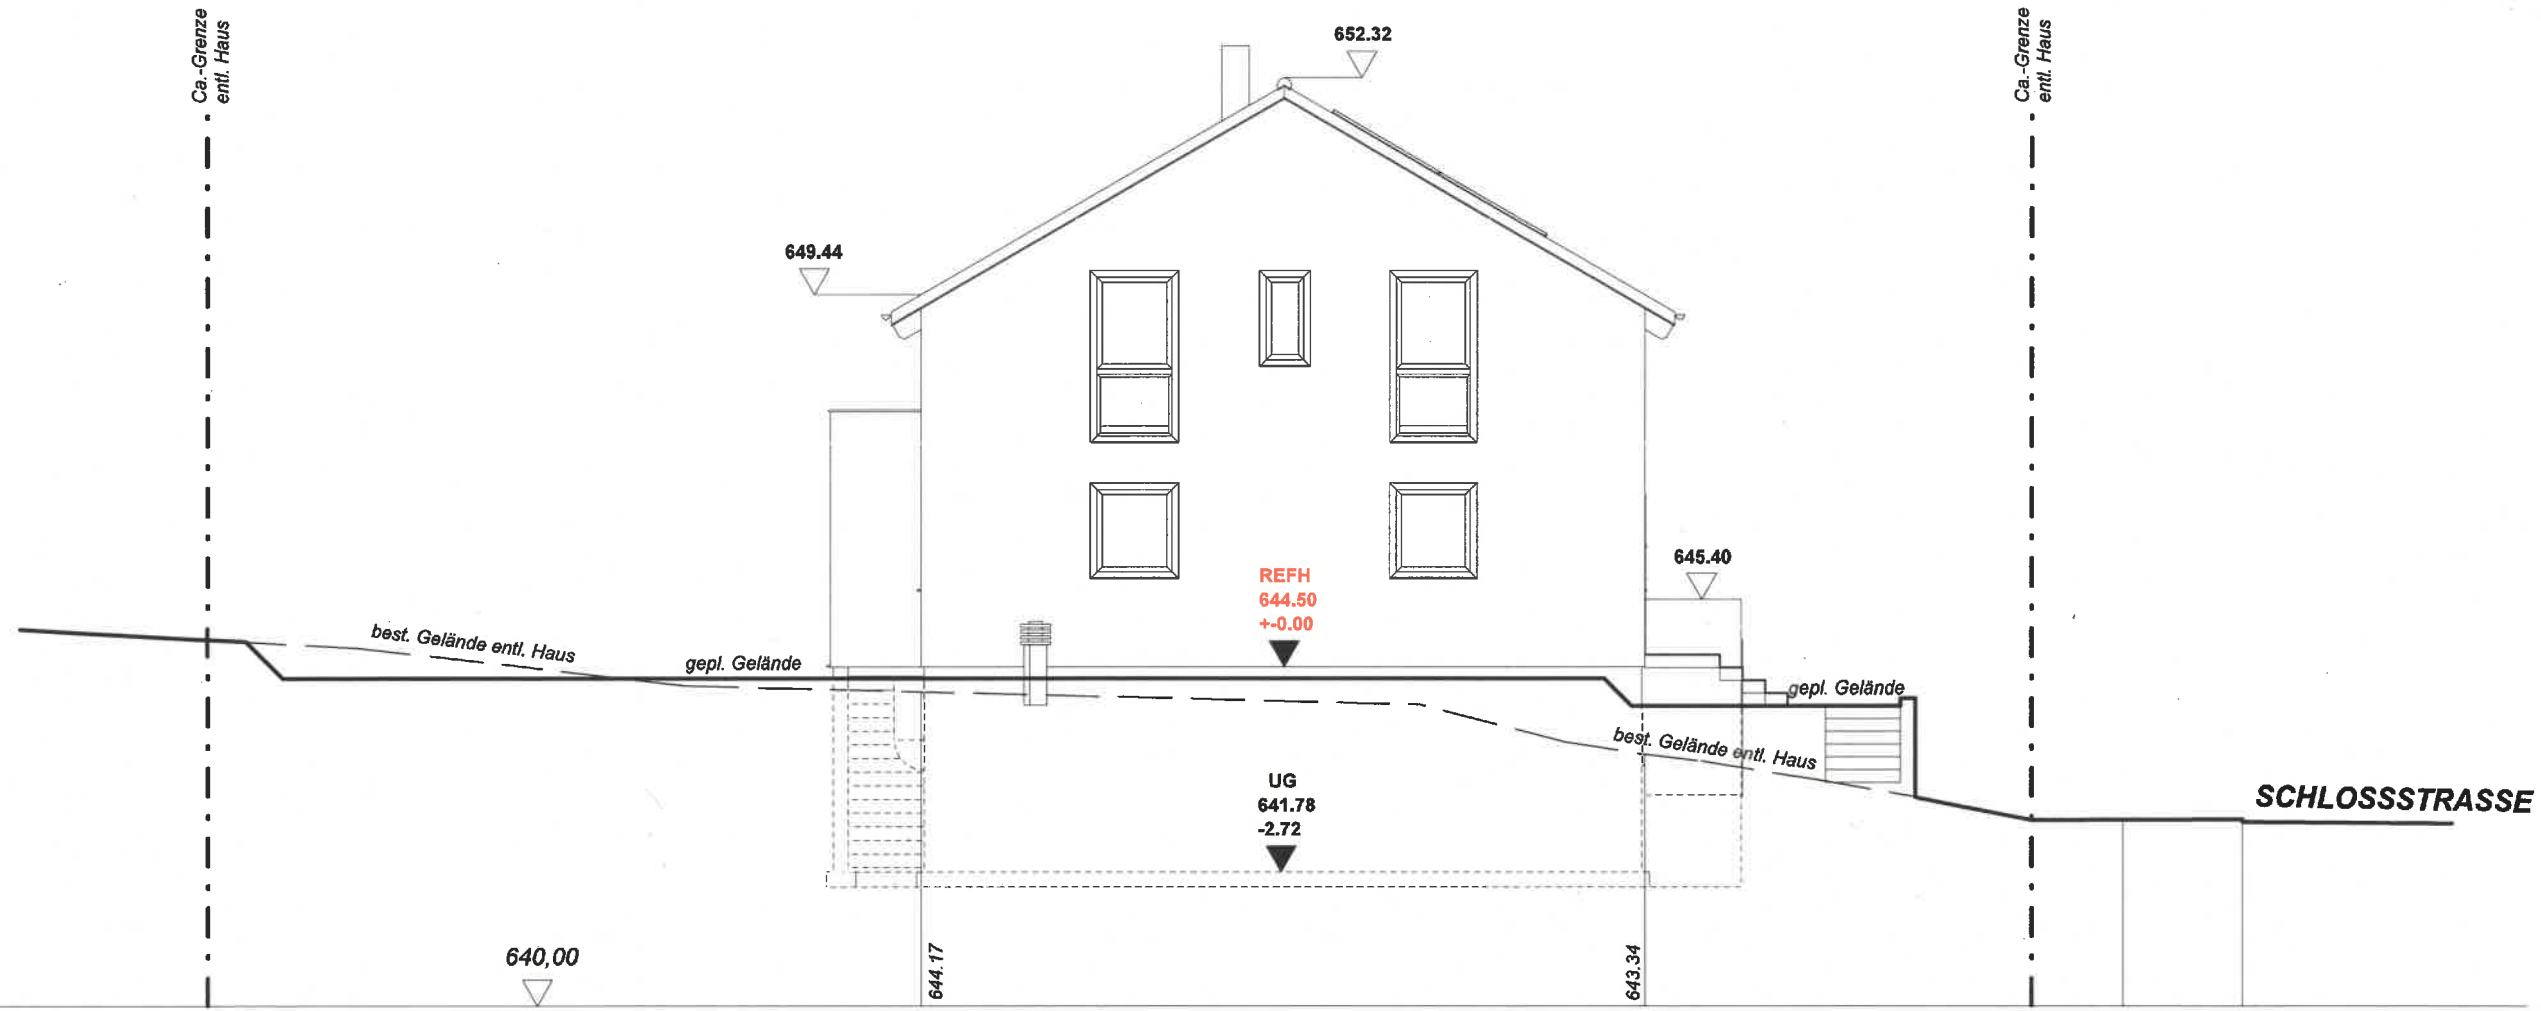 Ca.-Grenze
entl. Haus
652.32
Ca.-Grenze
entl. Haus
649.44
645.40
REFH
644.50
+-0.00
best. Gelände entl. Haus
gepl. Gelände
gepl. Gelände
best. Gelände entl. Haus
UG
641.78
-2.72
SCHLOSSSTRASSE
640,00
644.17
643.34